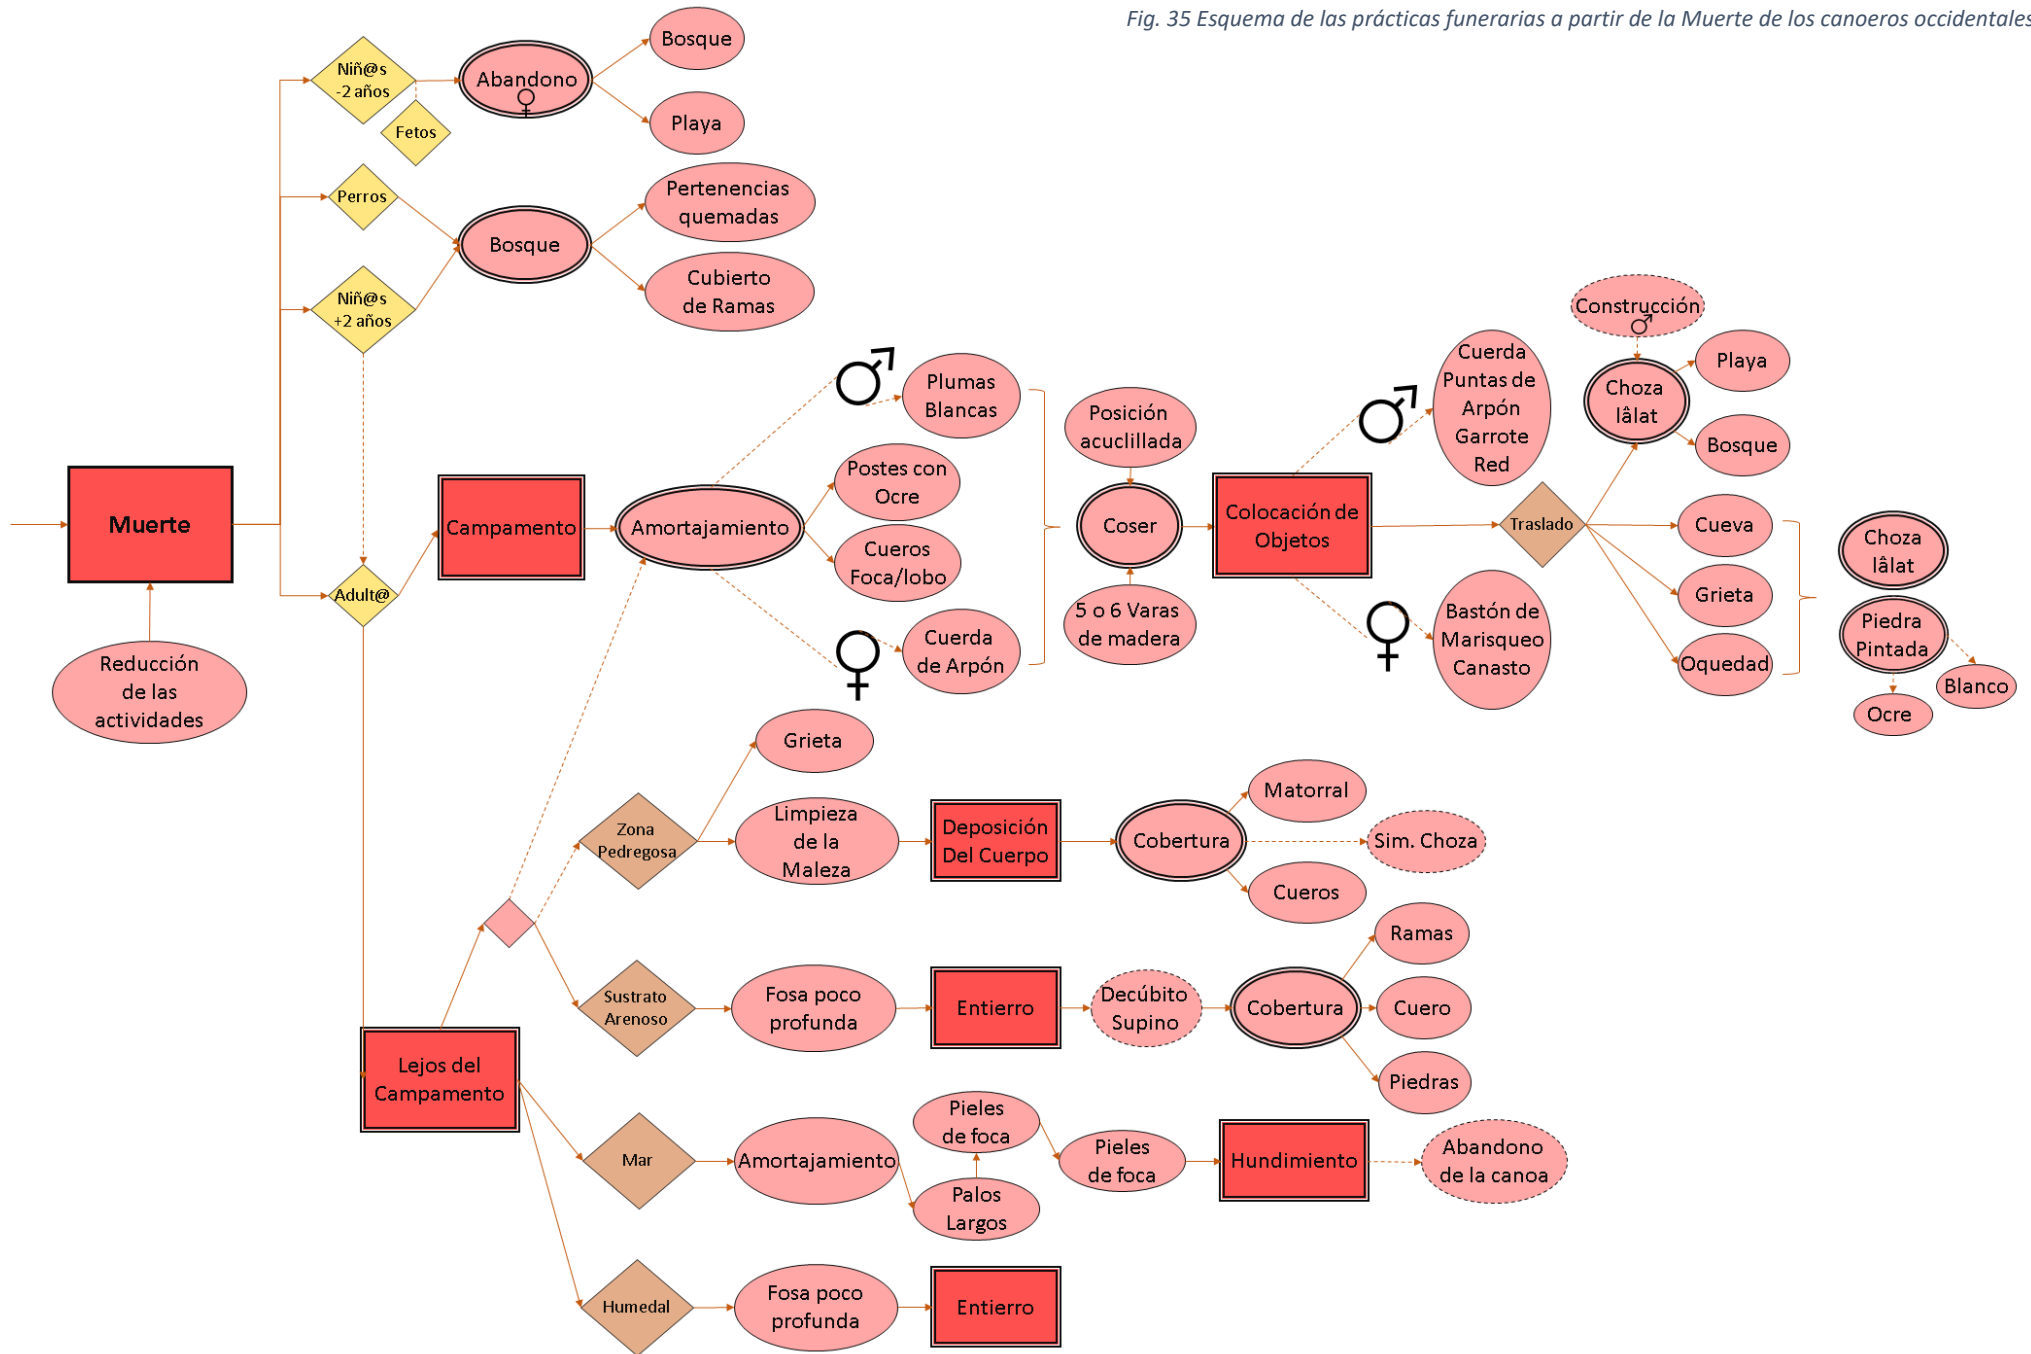 Fig. 35 Esquema de las prácticas funerarias a partir de la Muerte de los canoeros occidentales
Niñ@s
-2 años
Fetos
Abandono
♀
Bosque
Playa
Perros
Niñ@s
+2 años
Bosque
Pertenencias
quemadas
Cubierto
de Ramas
Muerte
Reducción
de las
actividades
Adult@
Campamento
Amortajamiento
♂
Plumas
Blancas
Postes con
Ocre
Cueros
Foca/lobo
♀
Cuerda
de Arpón
Posición
acuclillada
Coser
5 o 6 Varas
de madera
Colocación de
Objetos
♂
Cuerda
Puntas de
Arpón
Garrote
Red
♀
Bastón de
Marisqueo
Canasto
Traslado
Construcción
♂
Choza
lâlat
Playa
Bosque
Cueva
Grieta
Oquedad
Choza
lâlat
Piedra
Pintada
Blanco
Ocre
Lejos del
Campamento
Zona
Pedregosa
Grieta
Limpieza
de la
Maleza
Deposición
Del Cuerpo
Cobertura
Matorral
Sim. Choza
Cueros
Sustrato
Arenoso
Fosa poco
profunda
Entierro
Decúbito
Supino
Cobertura
Ramas
Cuero
Piedras
Mar
Amortajamiento
Palos
Largos
Pieles
de foca
Pieles
de foca
Hundimiento
Abandono
de la canoa
Humedal
Fosa poco
profunda
Entierro